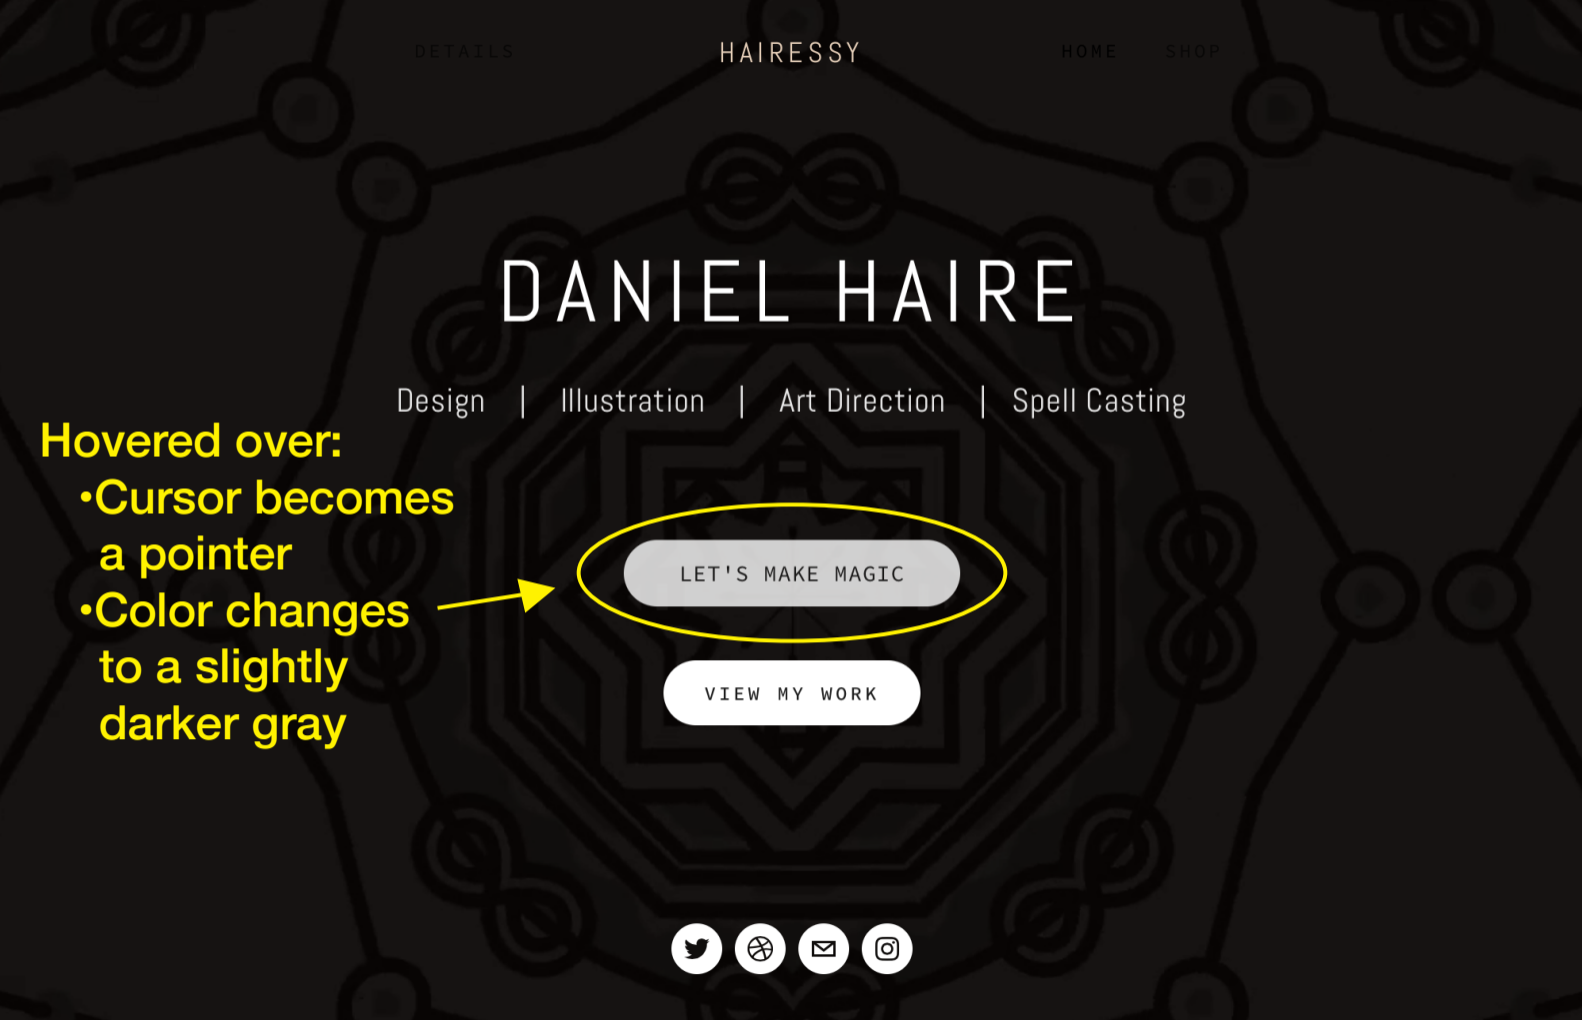 DETAILS
HAIRESSY
HOME
SHOP
DANIEL HAIRE
Design | Illustration | Art Direction | Spell Casting
Hovered over:
•Cursor becomes
a pointer
•Color changes
to a slightly
darker gray
LET'S MAKE MAGIC
VIEW MY WORK